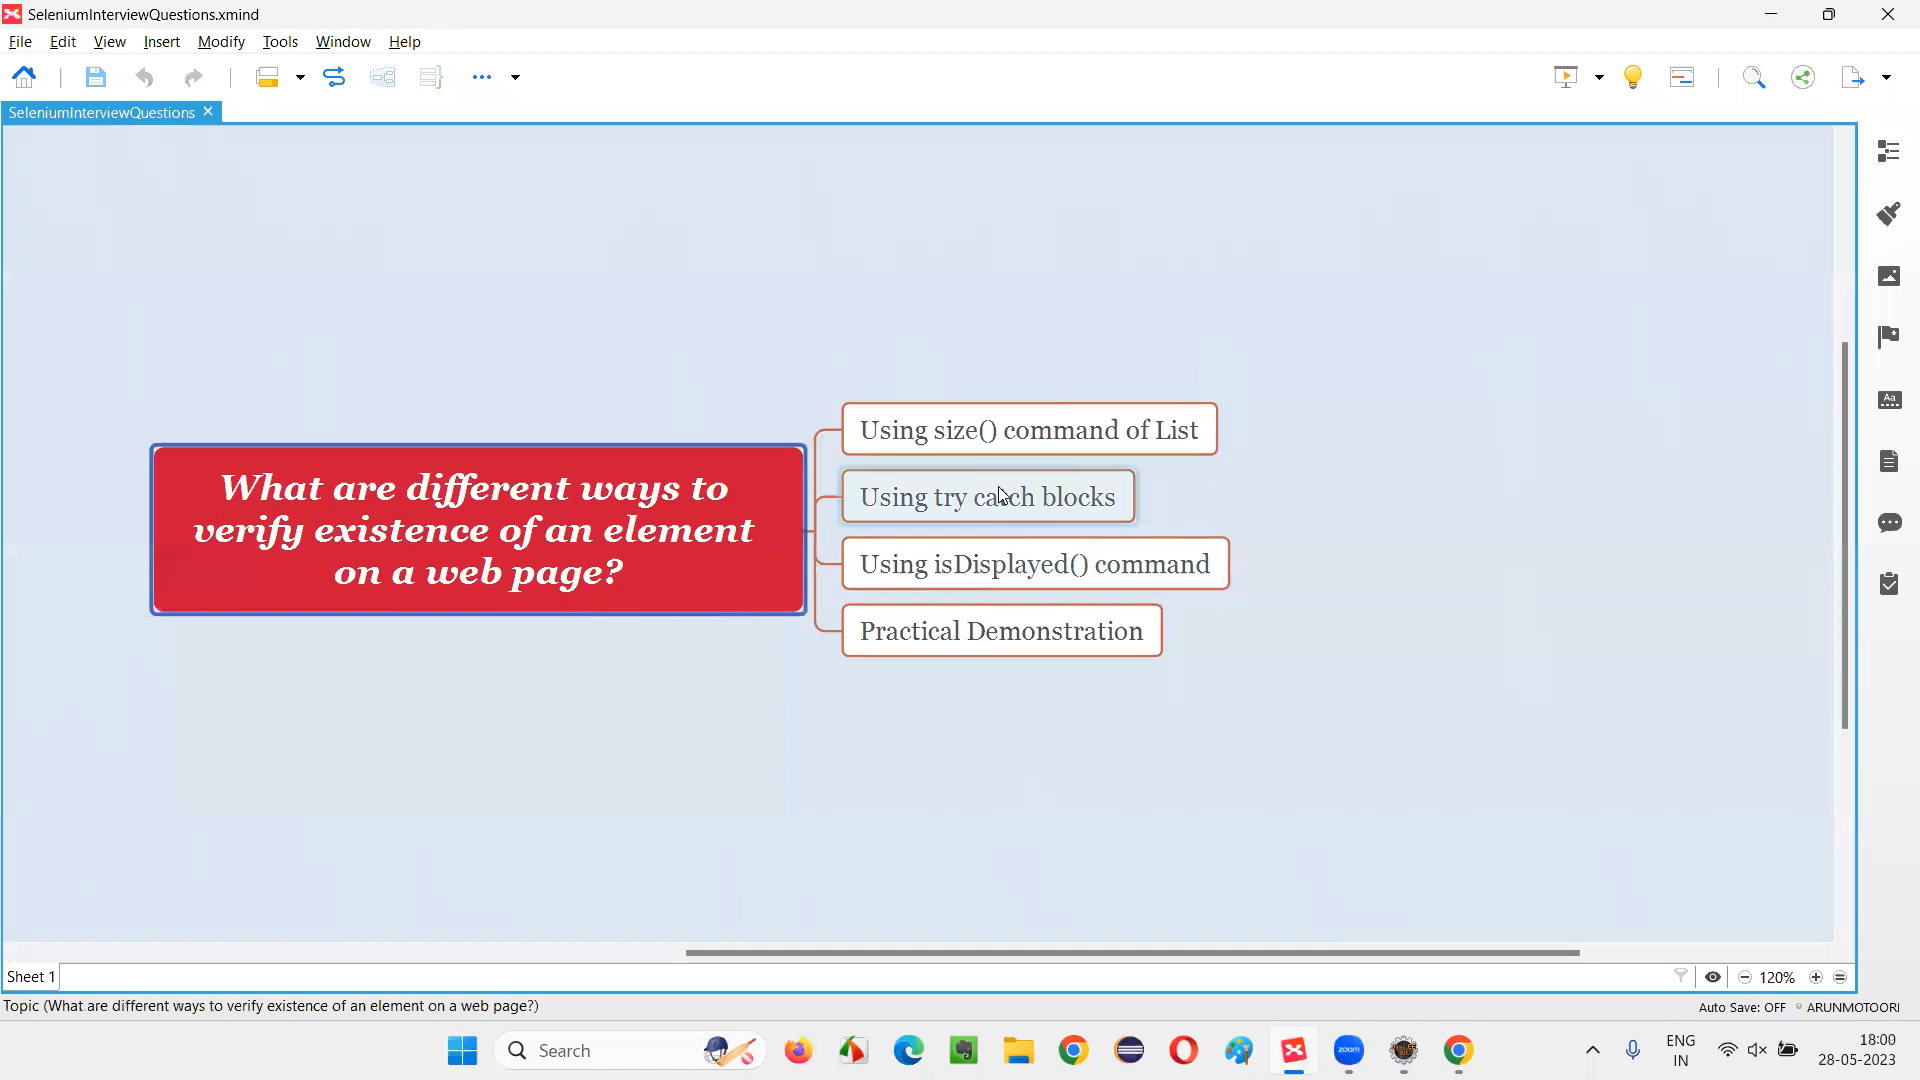 SeleniumInterviewQuestions.xmind
File Edit View Insert Modify Tools Window Help
SeleniumInterviewQuestions
What are different ways to
verify existence of an element
on a web page?
Using size() command of List
Using try catch blocks
Using isDisplayed() command
Practical Demonstration
Aa
Sheet 1
120%
Topic (What are different ways to verify existence of an element on a web page?)
Auto Save: OFF
ARUNMOTOORI
Search
zoom
ENG
IN
18:00
28-05-2023